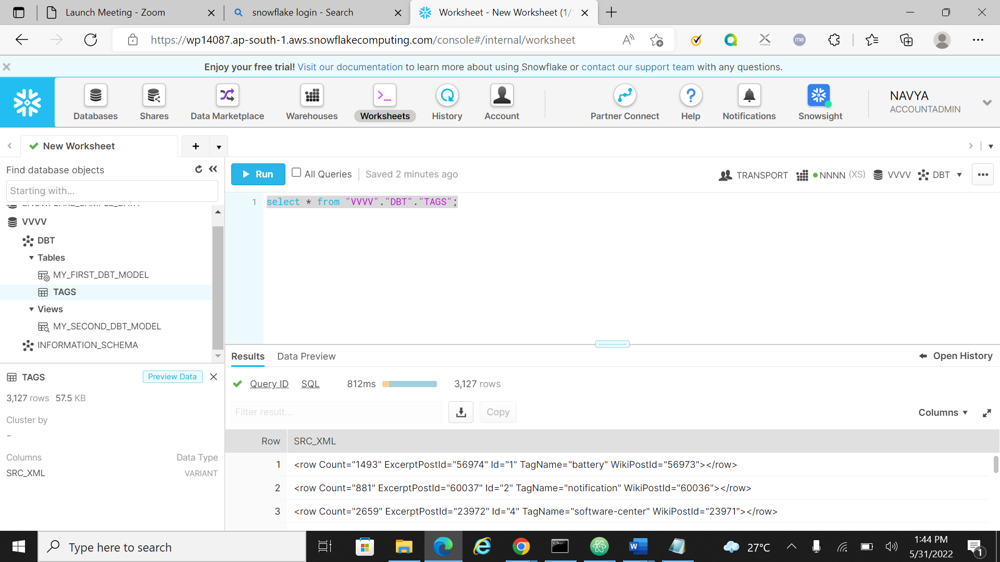 Launch Meeting - Zoom
snowflake login - Search
Worksheet - New Worksheet (1/
https://wp14087.ap-south-1.aws.snowflakecomputing.com/console#/internal/worksheet
me
Enjoy your free trial! Visit our documentation to learn more about using Snowflake or contact our support team with any questions.
Databases
Shares
Data Marketplace
Warehouses
Worksheets
History
Account
Partner Connect
Help
Notifications
Snowsight
NAVYA
ACCOUNTADMIN
New Worksheet
Find database objects
Starting with...
Run
All Queries
Saved 2 minutes ago
TRANSPORT
NNNN (XS)
VVVV
DBT
1 select * from "VVVV"."DBT"."TAGS";
SNOWFLAKE_SAMPLE_DATA
VVVV
DBT
Tables
MY_FIRST_DBT_MODEL
TAGS
Views
MY_SECOND_DBT_MODEL
INFORMATION_SCHEMA
TAGS
Preview Data
3,127 rows 57.5 KB
Cluster by
-
Columns Data Type
SRC_XML VARIANT
Results
Data Preview
Open History
Query ID
SQL
812ms
3,127 rows
Filter result...
Copy
Columns
Row SRC_XML
1 <row Count="1493" ExcerptPostId="56974" Id="1" TagName="battery" WikiPostId="56973"></row>
2 <row Count="881" ExcerptPostId="60037" Id="2" TagName="notification" WikiPostId="60036"></row>
3 <row Count="2659" ExcerptPostId="23972" Id="4" TagName="software-center" WikiPostId="23971"></row>
Type here to search
27°C
1:44 PM
5/31/2022
1